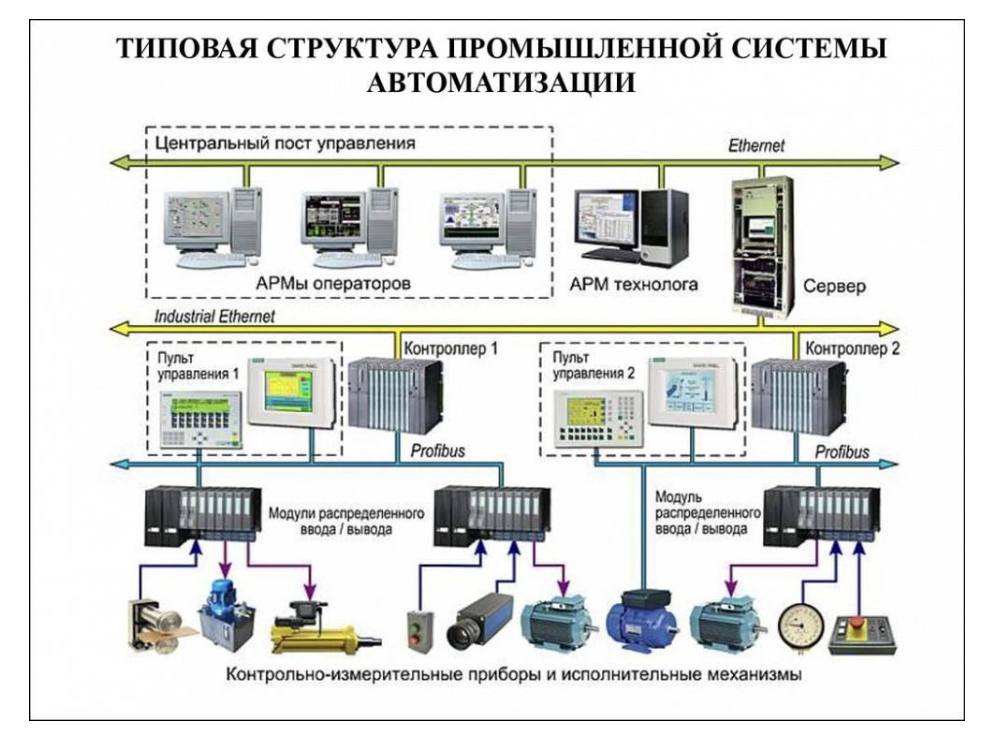 ТИПОВАЯ СТРУКТУРА ПРОМЫШЛЕННОЙ СИСТЕМЫ
АВТОМАТИЗАЦИИ
Центральный пост управления
Ethernet
АРМы операторов
АРМ технолога
Сервер
Industrial Ethernet
Пульт
управления 1
Контроллер 1
Пульт
управления 2
Контроллер 2
Profibus
Profibus
Модули распределенного
ввода / вывода
Модуль
распределенного
ввода / вывода
Контрольно-измерительные приборы и исполнительные механизмы